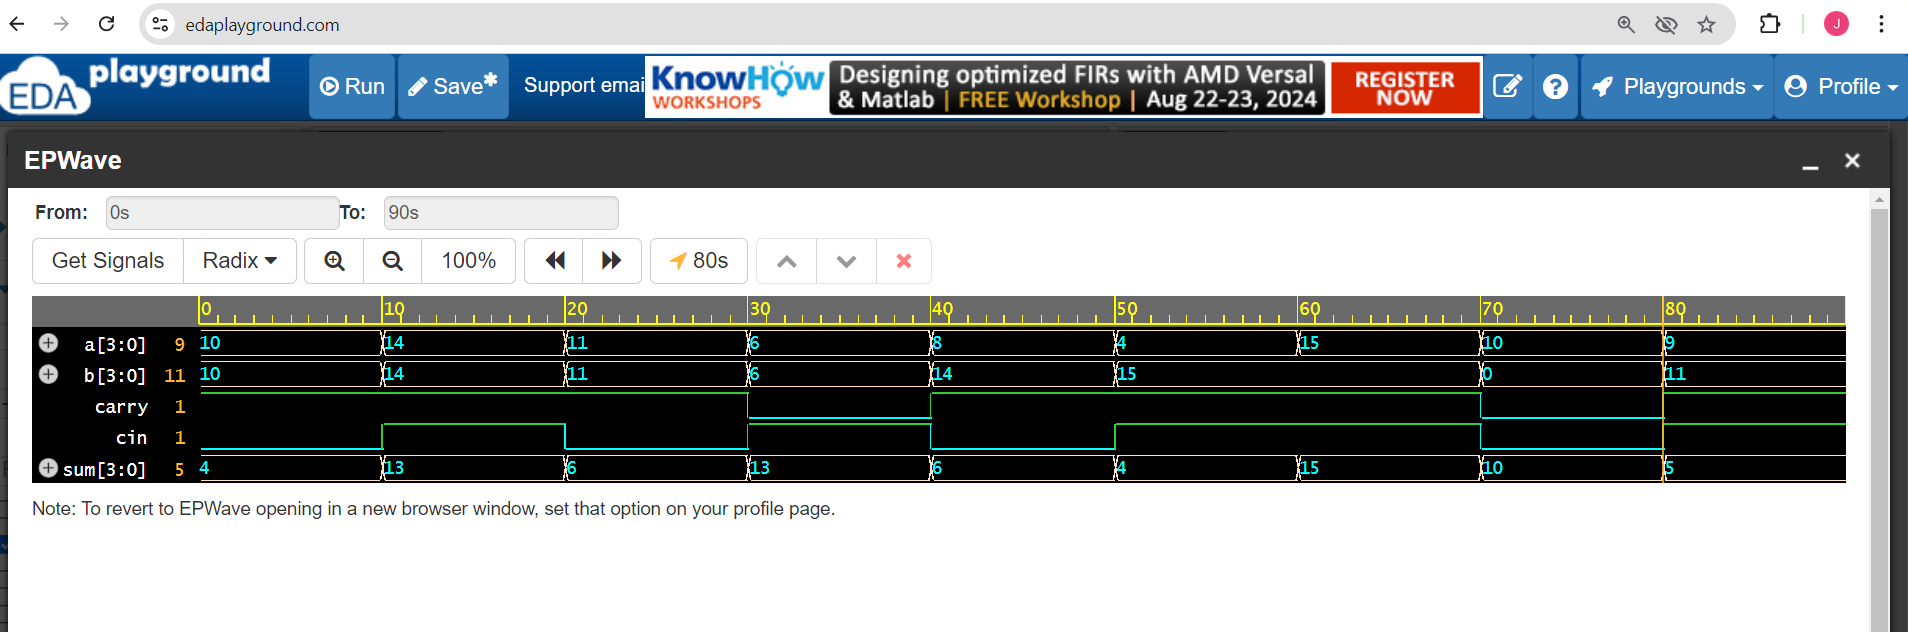 edaplayground.com
J
EDA playground
Run
Save*
Support emai
KnowHow
WORKSHOPS
Designing optimized FIRs with AMD Versal
& Matlab | FREE Workshop | Aug 22-23, 2024
REGISTER
NOW
Playgrounds
Profile
EPWave
From: 0s To: 90s
Get Signals Radix 100% 80s
0 10 20 30 40 50 60 70 80
a[3:0] 9 10 14 11 6 8 4 15 10 9
b[3:0] 11 10 14 11 6 14 15 0 11
carry 1
cin 1
sum[3:0] 5 4 13 6 13 6 4 15 10 5
Note: To revert to EPWave opening in a new browser window, set that option on your profile page.